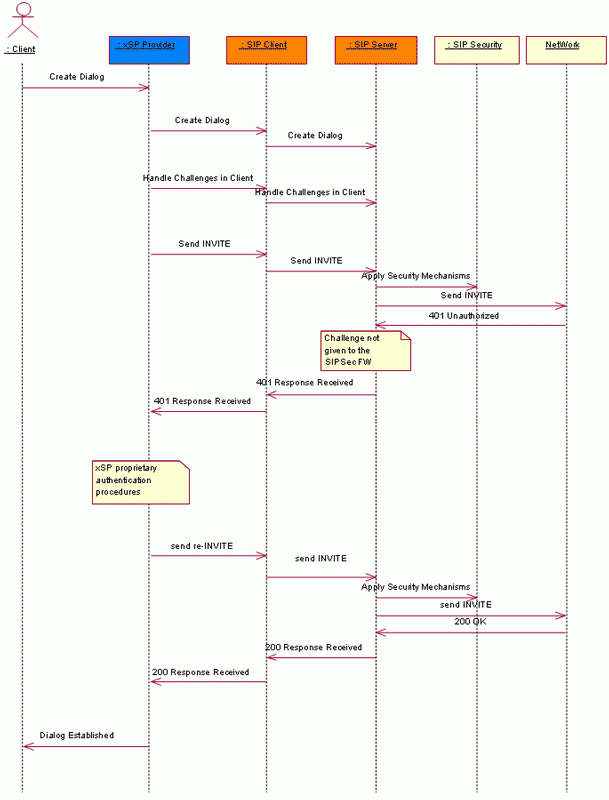 : Client
: xSP Provider
: SIP Client
: SIP Server
: SIP Security
NetWork
Create Dialog
Create Dialog
Create Dialog
Handle Challenges in Client
Handle Challenges in Client
Send INVITE
Send INVITE
Apply Security Mechanisms
Send INVITE
401 Unauthorized
Challenge not
given to the
SIPSec FW
401 Response Received
401 Response Received
xSP proprietary
authentication
procedures
send re-INVITE
send INVITE
Apply Security Mechanisms
send INVITE
200 OK
200 Response Received
200 Response Received
Dialog Established